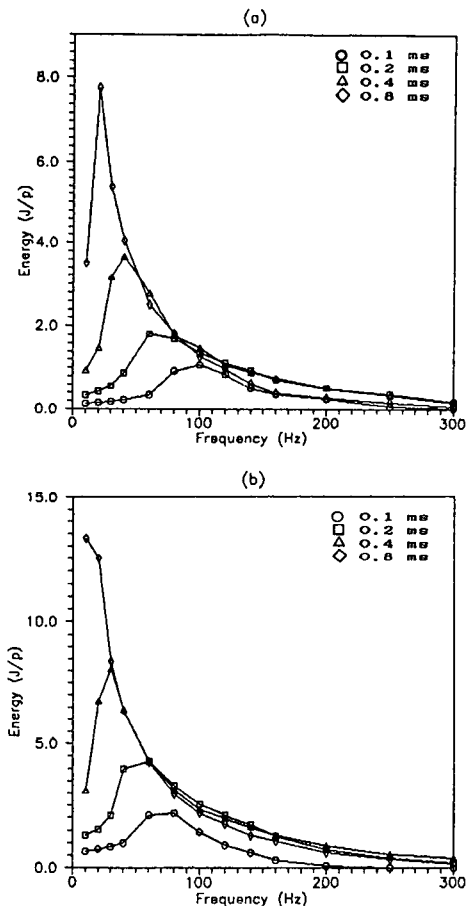 (a)
○ 0.1 ms
□ 0.2 ms
△ 0.4 ms
◇ 0.8 ms
8.0
6.0
4.0
2.0
0.0
Energy (J/p)
0 100 200 300
Frequency (Hz)
(b)
○ 0.1 ms
□ 0.2 ms
△ 0.4 ms
◇ 0.8 ms
15.0
10.0
5.0
0.0
Energy (J/p)
0 100 200 300
Frequency (Hz)